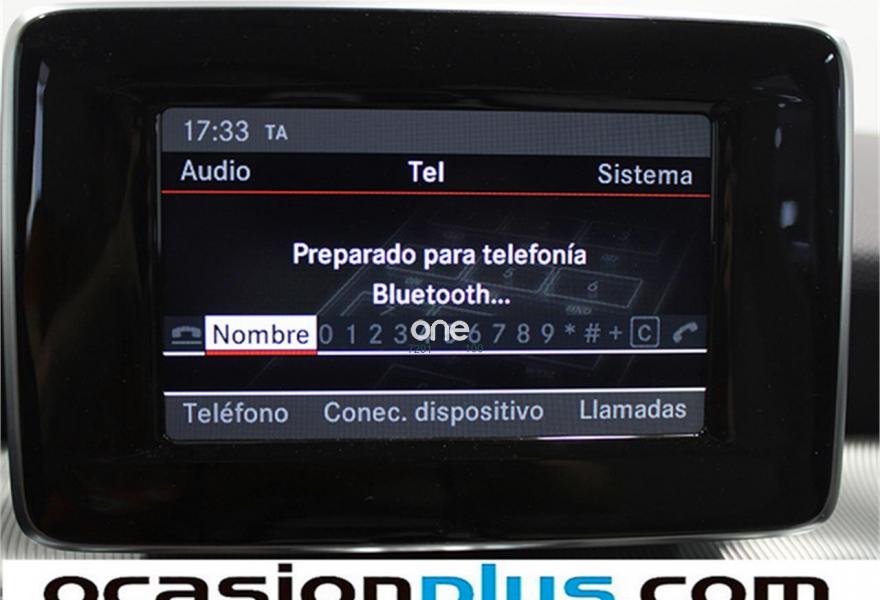 17:33 TA
Audio Tel Sistema
Preparado para telefonía
Bluetooth...
Nombre 0 1 2 3 one 6 7 8 9 * # + C
Teléfono Conec. dispositivo Llamadas
ocasionplus.com